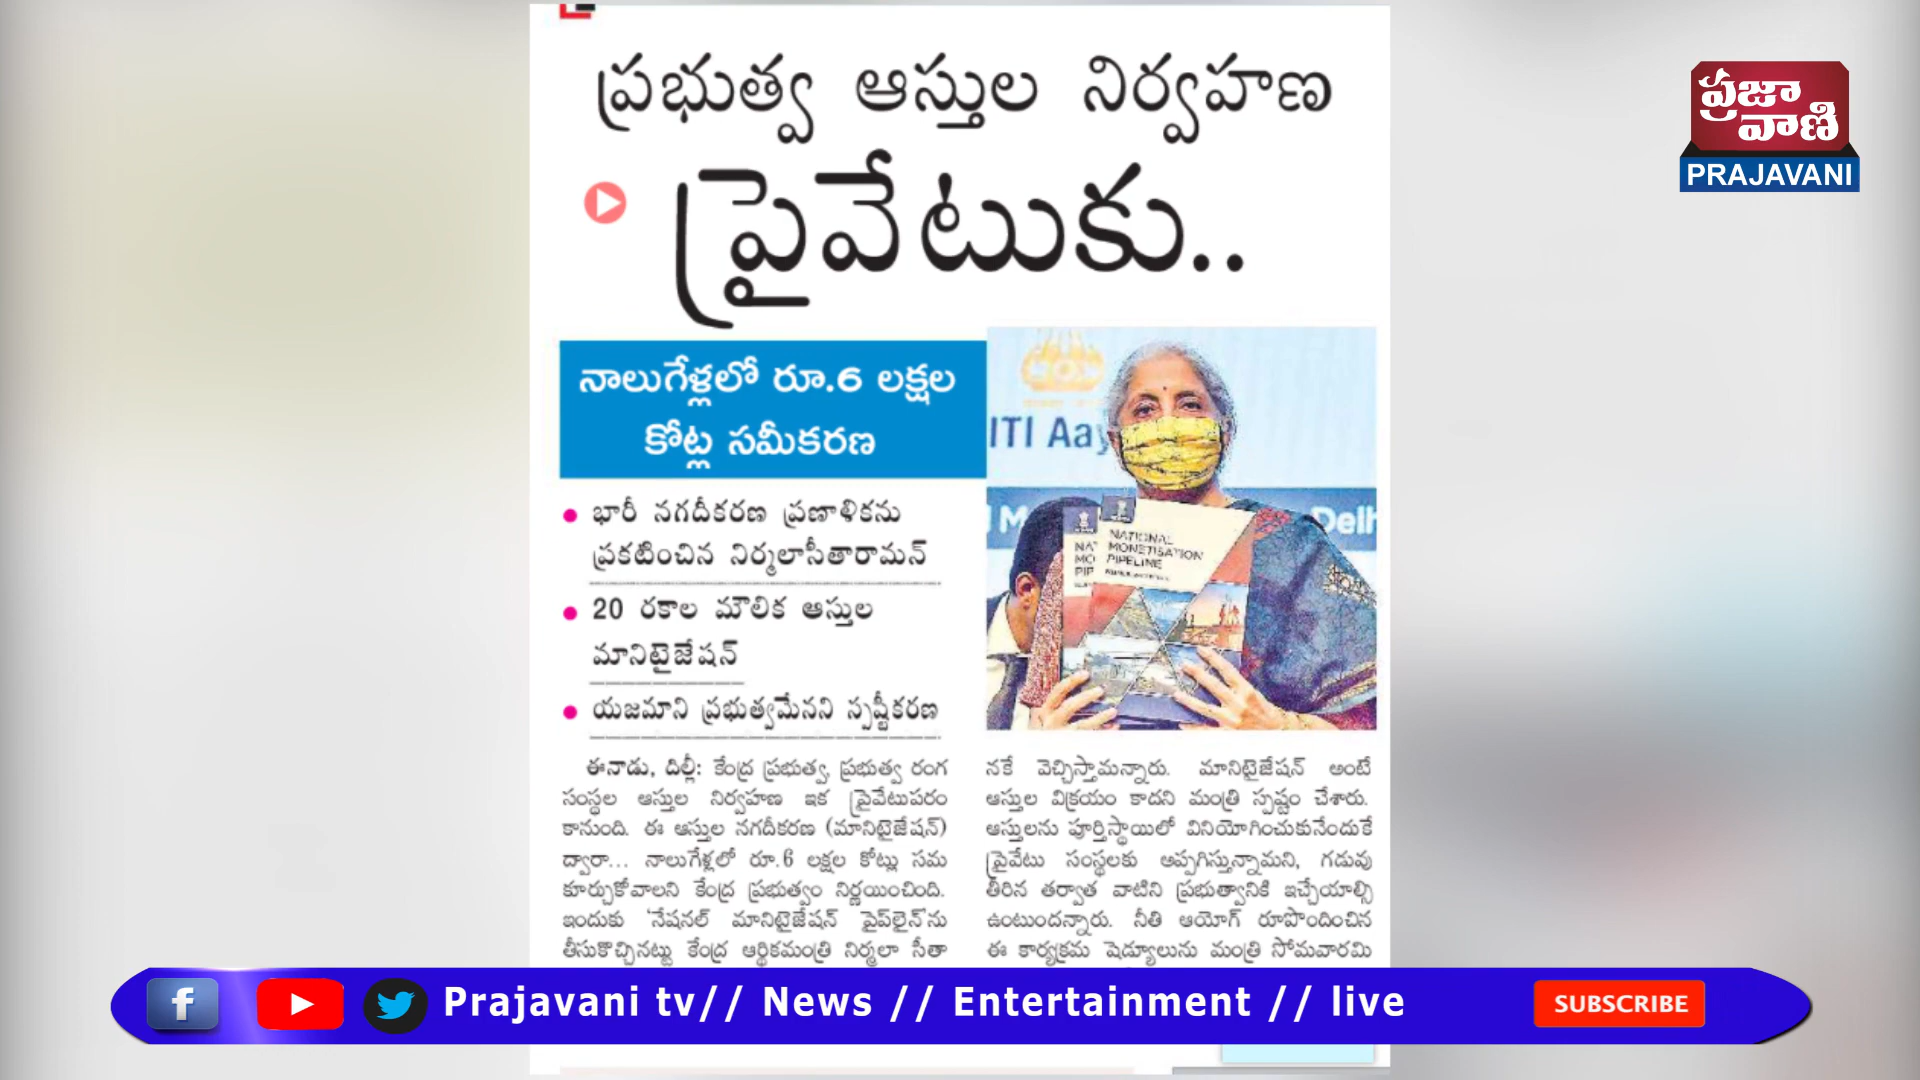 ప్రభుత్వ ఆస్తుల నిర్వహణ
ప్రైవేటుకు..
ప్రజా
వాణి
PRAJAVANI
నాలుగేళ్లలో రూ.6 లక్షల
కోట్ల సమీకరణ
• భారీ నగదీకరణ ప్రణాళికను
ప్రకటించిన నిర్మలాసీతారామన్
• 20 రకాల మౌలిక ఆస్తుల
మానిటైజేషన్
• యజమాని ప్రభుత్వమేనని స్పష్టీకరణ
ITI Aay
M
Delh
NATIONAL
MONETISATION
PIPELINE
NA
MO
PIP
ఈనాడు, దిల్లీ: కేంద్ర ప్రభుత్వ, ప్రభుత్వ రంగ
సంస్థల ఆస్తుల నిర్వహణ ఇక ప్రైవేటుపరం
కానుంది. ఈ ఆస్తుల నగదీకరణ (మానిటైజేషన్)
ద్వారా... నాలుగేళ్లలో రూ.6 లక్షల కోట్లు సమ
కూర్చుకోవాలని కేంద్ర ప్రభుత్వం నిర్ణయించింది.
ఇందుకు ‘నేషనల్ మానిటైజేషన్ పైప్‌లైన్’ను
తీసుకొచ్చినట్టు కేంద్ర ఆర్థికమంత్రి నిర్మలా సీతా
నకే వెచ్చిస్తామన్నారు. మానిటైజేషన్ అంటే
ఆస్తుల విక్రయం కాదని మంత్రి స్పష్టం చేశారు.
ఆస్తులను పూర్తిస్థాయిలో వినియోగించుకునేందుకే
ప్రైవేటు సంస్థలకు అప్పగిస్తున్నామని, గడువు
తీరిన తర్వాత వాటిని ప్రభుత్వానికి ఇచ్చేయాల్సి
ఉంటుందన్నారు. నీతి ఆయోగ్ రూపొందించిన
ఈ కార్యక్రమ షెడ్యూలును మంత్రి సోమవారమి
Prajavani tv// News // Entertainment // live
SUBSCRIBE